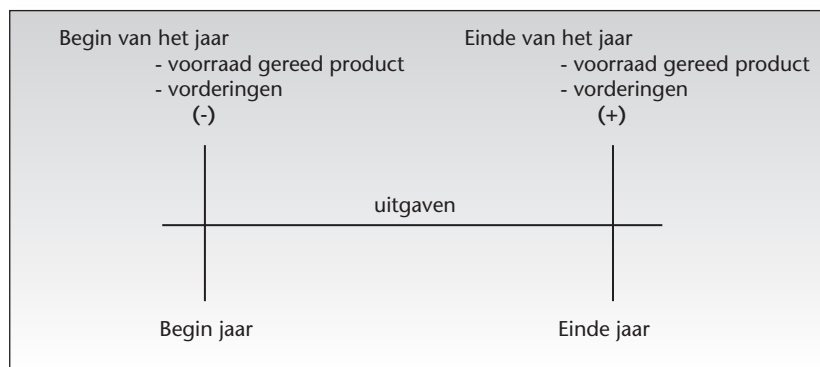 Begin van het jaar
- voorraad gereed product
- vorderingen
(-)
Einde van het jaar
- voorraad gereed product
- vorderingen
(+)
uitgaven
Begin jaar
Einde jaar